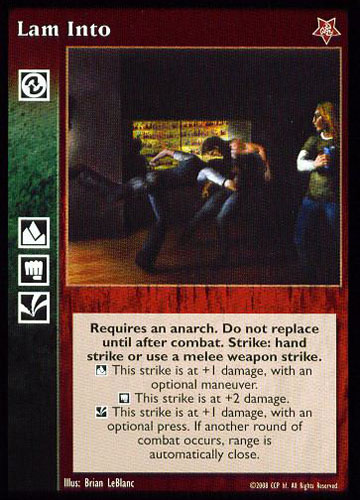 Lam Into
Requires an anarch. Do not replace
until after combat. Strike: hand
strike or use a melee weapon strike.
This strike is at +1 damage, with an
optional maneuver.
This strike is at +2 damage.
This strike is at +1 damage, with an
optional press. If another round of
combat occurs, range is
automatically close.
Illus: Brian LeBlanc
©2008 CCP hf. All Rights Reserved.